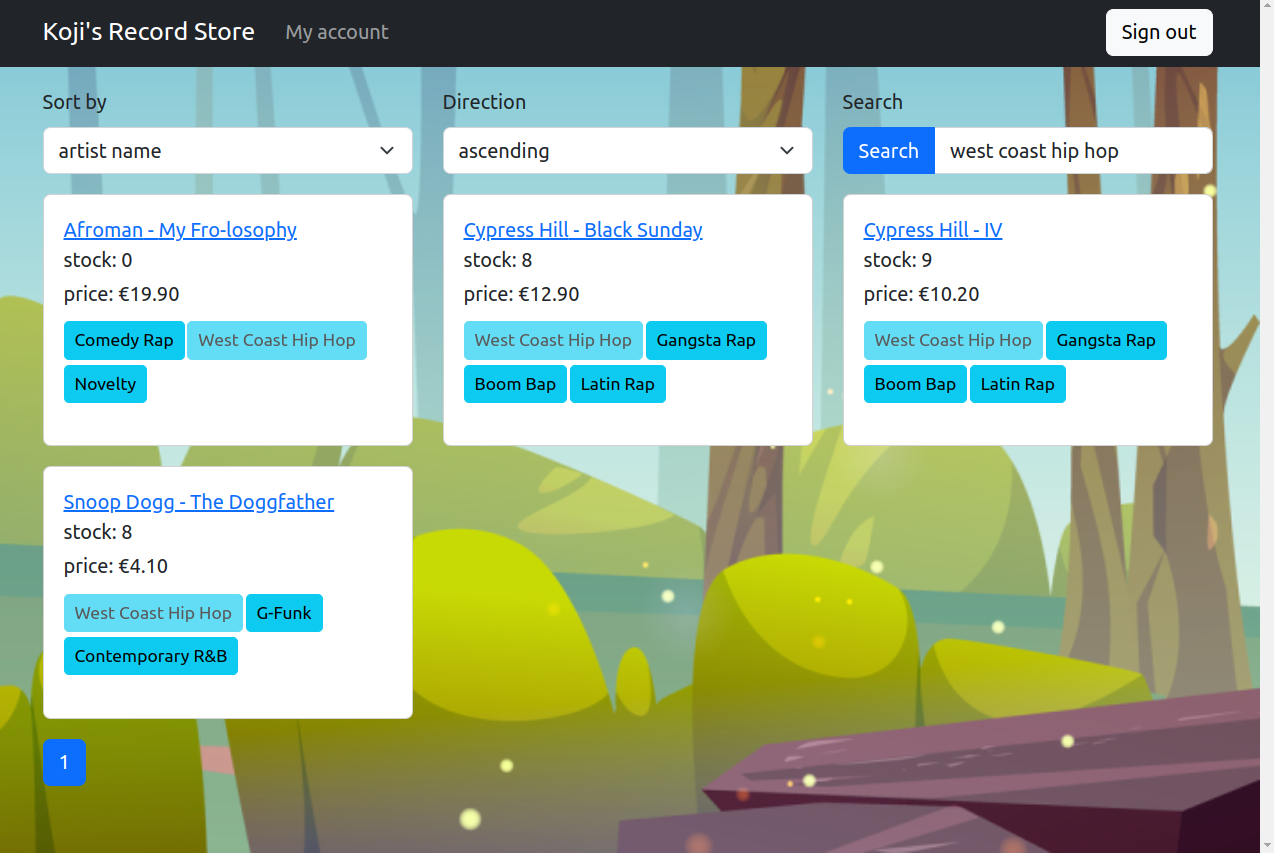 Koji's Record Store
My account
Sign out
Sort by
Direction
Search
artist name
ascending
Search
west coast hip hop
Afroman - My Fro-losophy
stock: 0
price: €19.90
Comedy Rap
West Coast Hip Hop
Novelty
Cypress Hill - Black Sunday
stock: 8
price: €12.90
West Coast Hip Hop
Gangsta Rap
Boom Bap
Latin Rap
Cypress Hill - IV
stock: 9
price: €10.20
West Coast Hip Hop
Gangsta Rap
Boom Bap
Latin Rap
Snoop Dogg - The Doggfather
stock: 8
price: €4.10
West Coast Hip Hop
G-Funk
Contemporary R&B
1